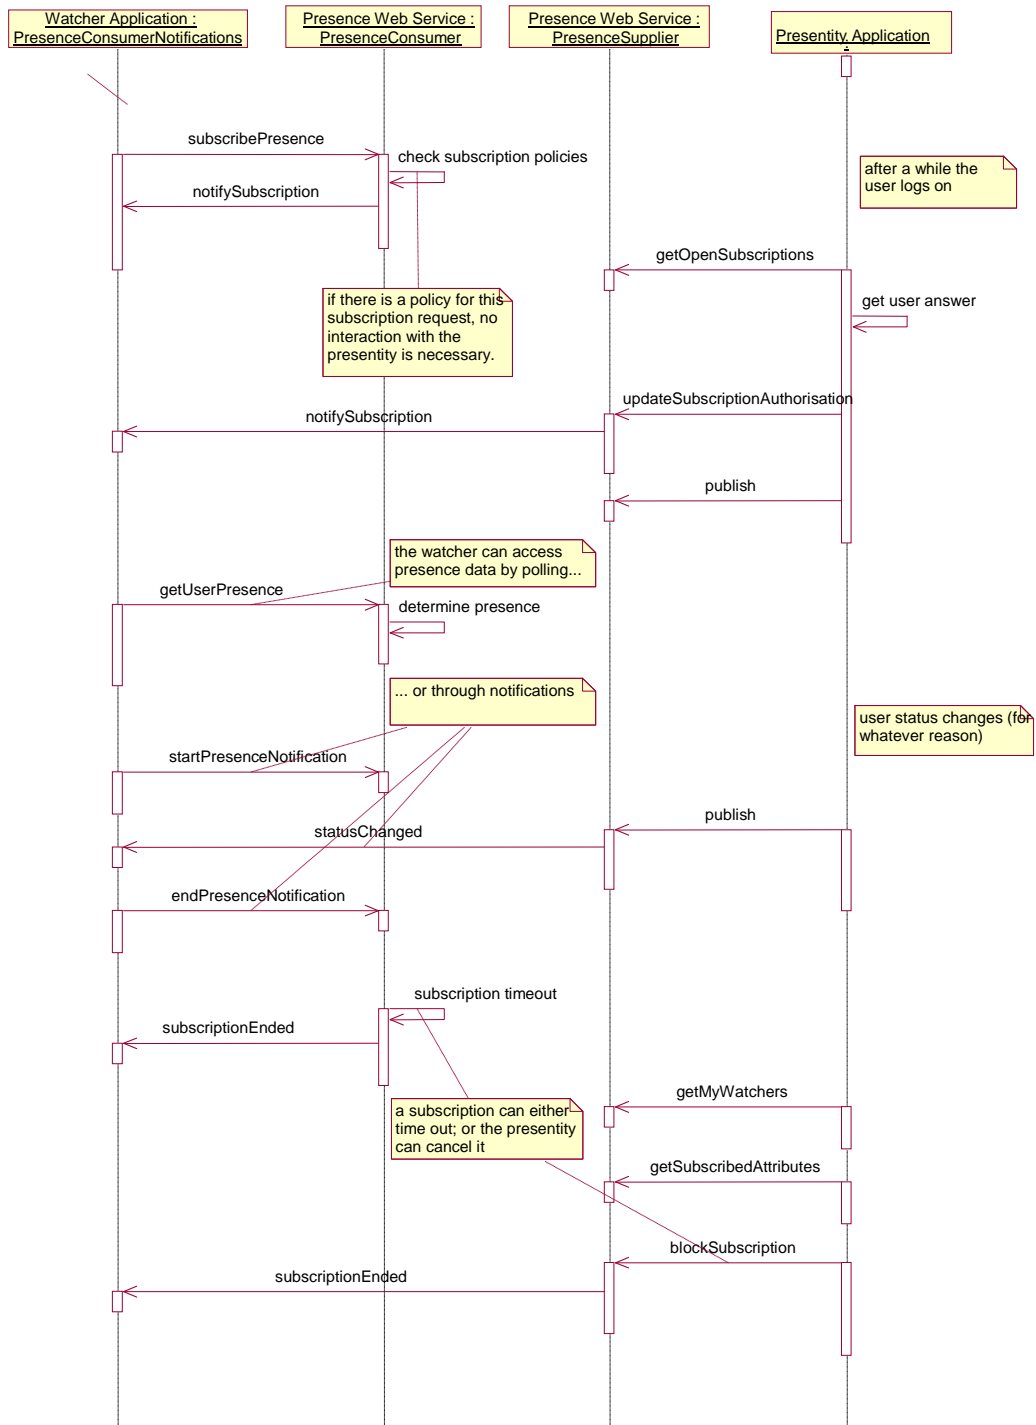 Watcher Application :
PresenceConsumerNotifications
Presence Web Service :
PresenceConsumer
Presence Web Service :
PresenceSupplier
Presentity Application
:
subscribePresence
check subscription policies
after a while the
user logs on
notifySubscription
getOpenSubscriptions
if there is a policy for this
subscription request, no
interaction with the
presentity is necessary.
get user answer
updateSubscriptionAuthorisation
notifySubscription
publish
the watcher can access
presence data by polling...
getUserPresence
determine presence
... or through notifications
user status changes (for
whatever reason)
startPresenceNotification
publish
statusChanged
endPresenceNotification
subscription timeout
subscriptionEnded
getMyWatchers
a subscription can either
time out; or the presentity
can cancel it
getSubscribedAttributes
blockSubscription
subscriptionEnded